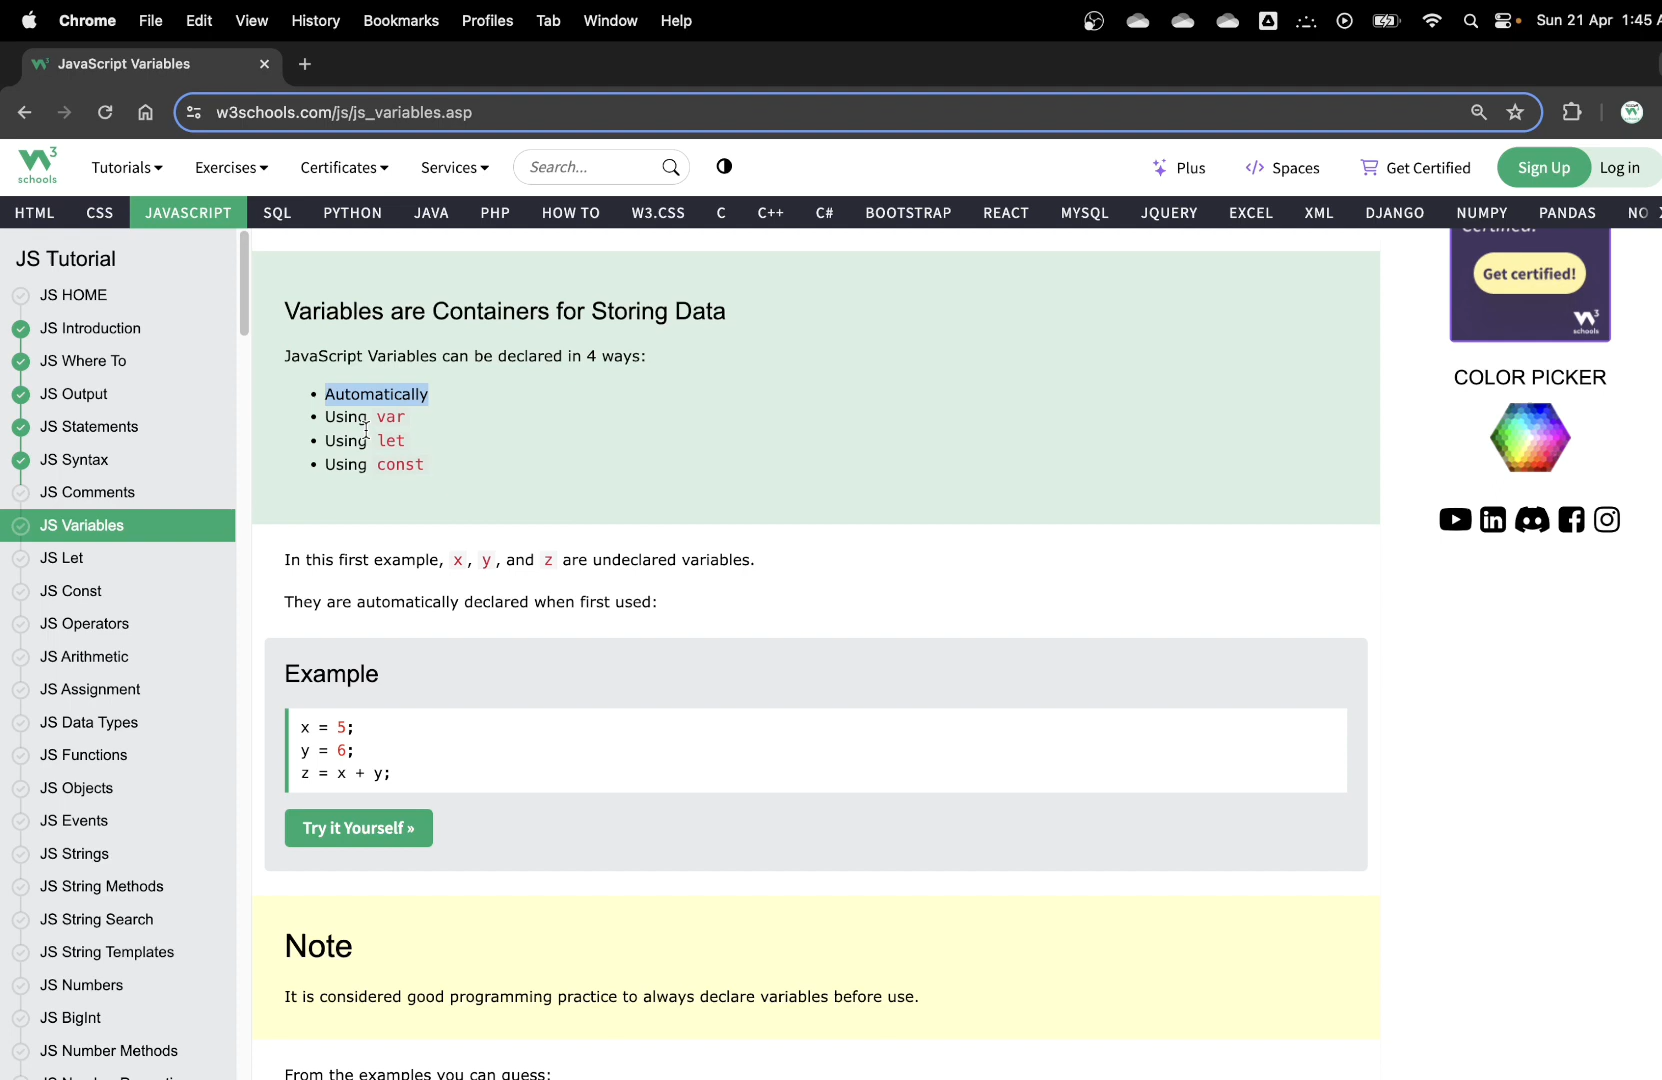 Chrome File Edit View History Bookmarks Profiles Tab Window Help Sun 21 Apr 1:45
JavaScript Variables
w3schools.com/js/js_variables.asp
W3 schools Tutorials Exercises Certificates Services Search... Plus Spaces Get Certified Sign Up Log in
HTML CSS JAVASCRIPT SQL PYTHON JAVA PHP HOW TO W3.CSS C C++ C# BOOTSTRAP REACT MYSQL JQUERY EXCEL XML DJANGO NUMPY PANDAS NO
JS Tutorial
JS HOME
JS Introduction
JS Where To
JS Output
JS Statements
JS Syntax
JS Comments
JS Variables
JS Let
JS Const
JS Operators
JS Arithmetic
JS Assignment
JS Data Types
JS Functions
JS Objects
JS Events
JS Strings
JS String Methods
JS String Search
JS String Templates
JS Numbers
JS BigInt
JS Number Methods
Variables are Containers for Storing Data
JavaScript Variables can be declared in 4 ways:
• Automatically
• Using var
• Using let
• Using const
In this first example, x, y, and z are undeclared variables.
They are automatically declared when first used:
Example
x = 5;
y = 6;
z = x + y;
Try it Yourself »
Note
It is considered good programming practice to always declare variables before use.
From the examples you can guess:
Get certified!
W3 schools
COLOR PICKER